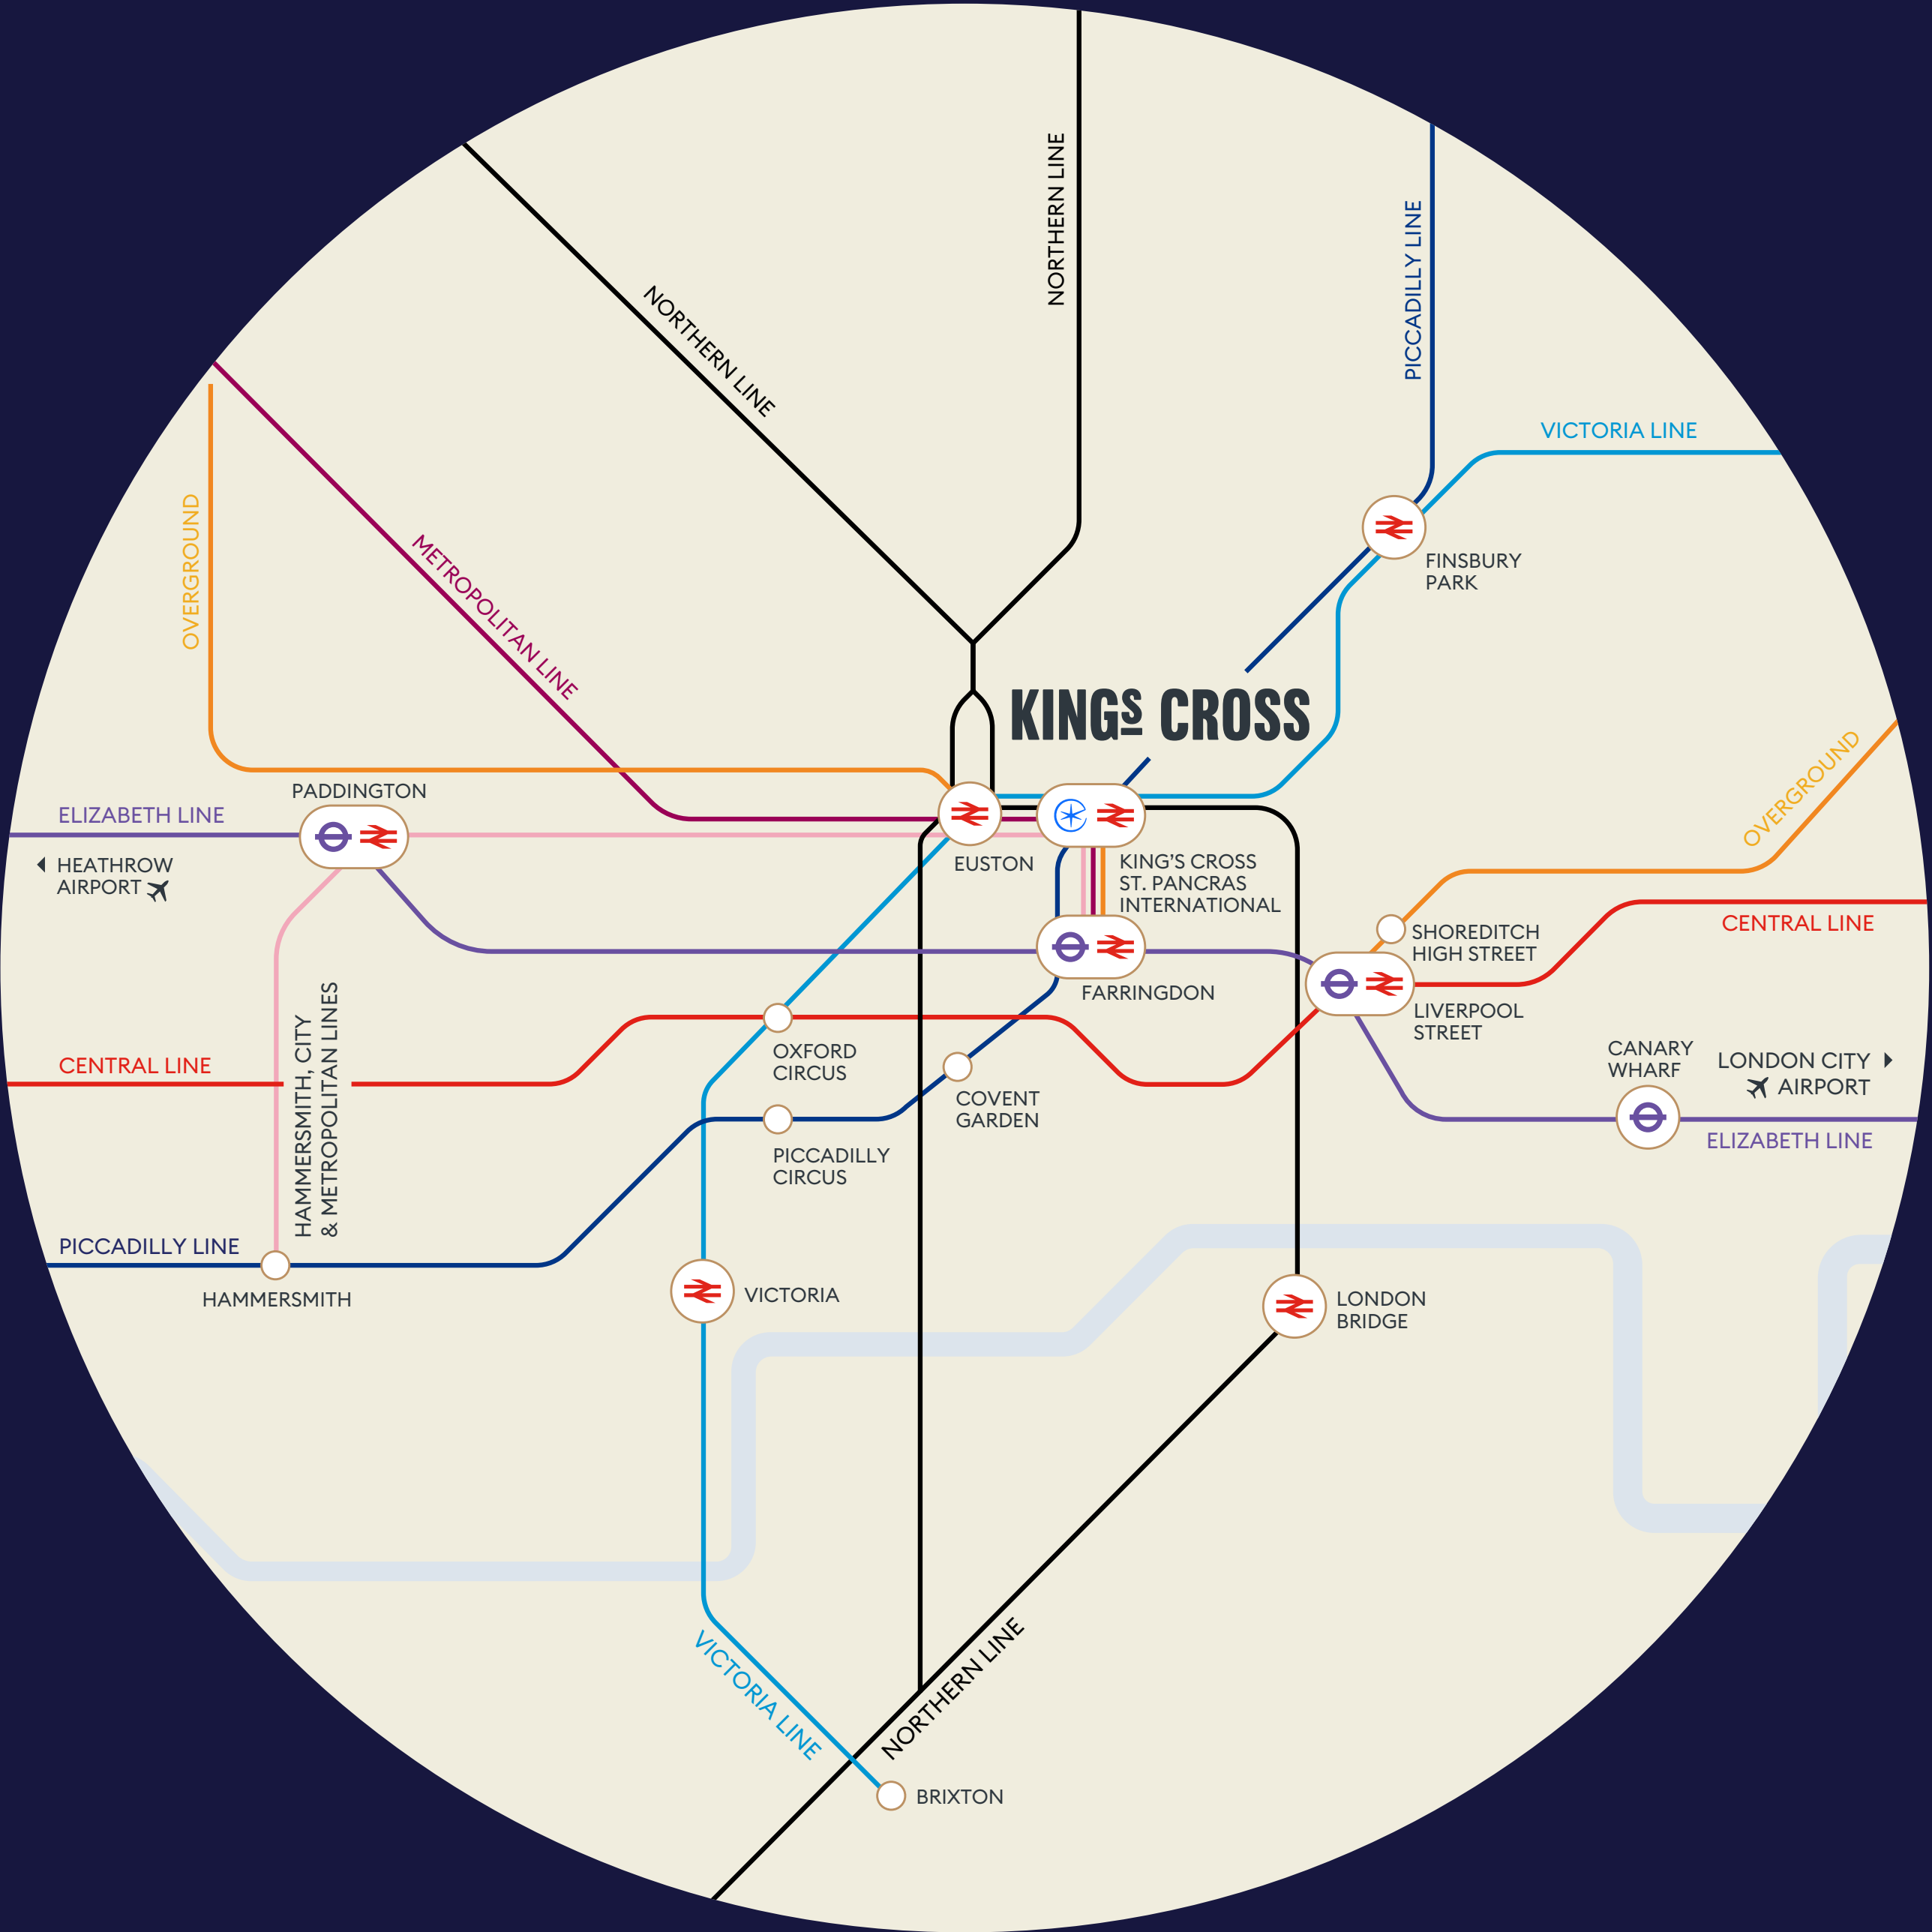 NORTHERN LINE
PICCADILLY LINE
NORTHERN LINE
VICTORIA LINE
OVERGROUND
METROPOLITAN LINE
FINSBURY
PARK
KINGS CROSS
OVERGROUND
PADDINGTON
ELIZABETH LINE
HEATHROW
AIRPORT
EUSTON
KING'S CROSS
ST. PANCRAS
INTERNATIONAL
CENTRAL LINE
SHOREDITCH
HIGH STREET
FARRINGDON
LIVERPOOL
STREET
HAMMERSMITH, CITY
& METROPOLITAN LINES
CENTRAL LINE
OXFORD
CIRCUS
CANARY
WHARF
LONDON CITY
AIRPORT
COVENT
GARDEN
ELIZABETH LINE
PICCADILLY
CIRCUS
PICCADILLY LINE
HAMMERSMITH
VICTORIA
LONDON
BRIDGE
VICTORIA LINE
NORTHERN LINE
BRIXTON